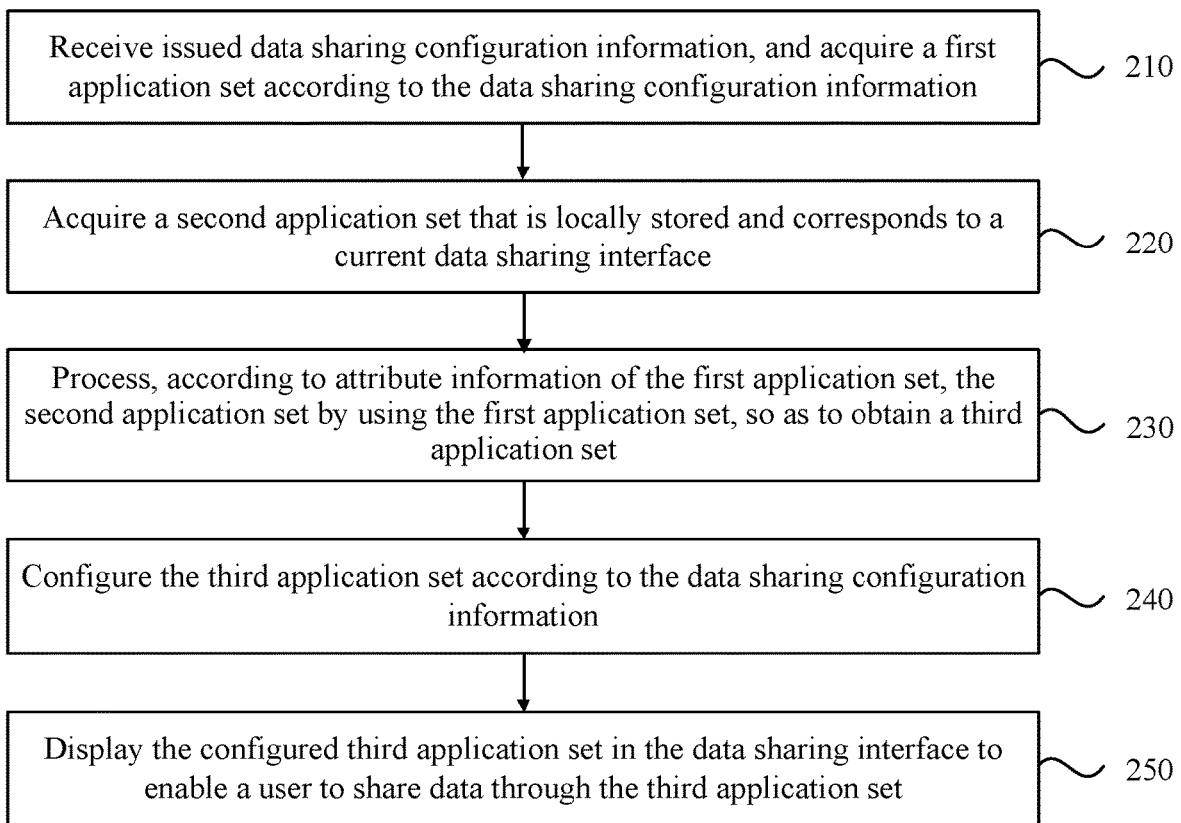 Receive issued data sharing configuration information, and acquire a first
application set according to the data sharing configuration information
210
Acquire a second application set that is locally stored and corresponds to a
current data sharing interface
220
Process, according to attribute information of the first application set, the
second application set by using the first application set, so as to obtain a third
application set
230
Configure the third application set according to the data sharing configuration
information
240
Display the configured third application set in the data sharing interface to
enable a user to share data through the third application set
250